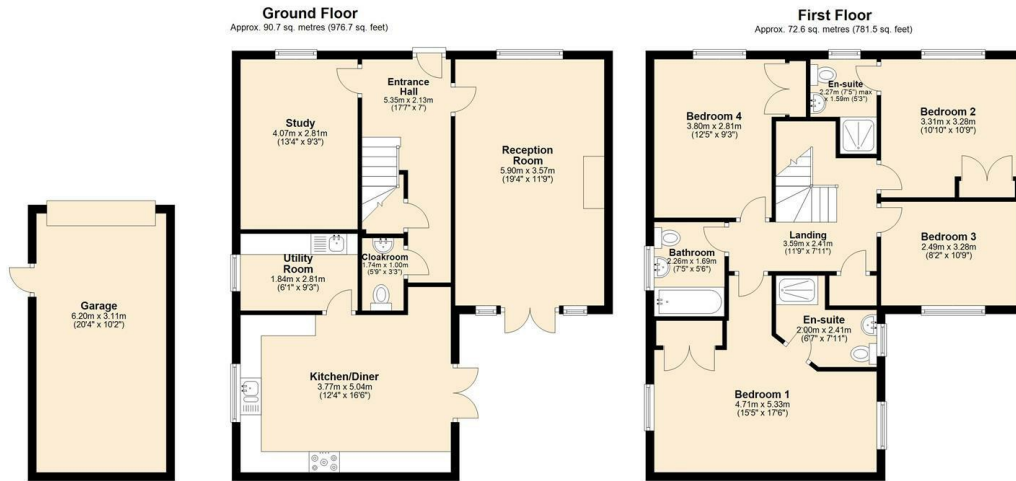 Ground Floor
Approx. 90.7 sq. metres (976.7 sq. feet)
Study
4.07m x 2.81m
(13'4" x 9'3")
Entrance
Hall
5.35m x 2.13m
(17'7" x 7')
Reception
Room
5.90m x 3.57m
(19'4" x 11'9")
Utility
Room
1.84m x 2.81m
(6'1" x 9'3")
Cloakroom
1.74m x 1.00m
(5'9" x 3'3")
Kitchen/Diner
3.77m x 5.04m
(12'4" x 16'6")
Garage
6.20m x 3.11m
(20'4" x 10'2")
First Floor
Approx. 72.6 sq. metres (781.5 sq. feet)
Bedroom 4
3.80m x 2.81m
(12'5" x 9'3")
En-suite
2.27m (7'5") max
x 1.59m (5'3")
Bedroom 2
3.31m x 3.28m
(10'10" x 10'9")
Bathroom
2.26m x 1.69m
(7'5" x 5'6")
Landing
3.59m x 2.41m
(11'9" x 7'11")
Bedroom 3
2.49m x 3.28m
(8'2" x 10'9")
En-suite
2.00m x 2.41m
(6'7" x 7'11")
Bedroom 1
4.71m x 5.33m
(15'5" x 17'6")